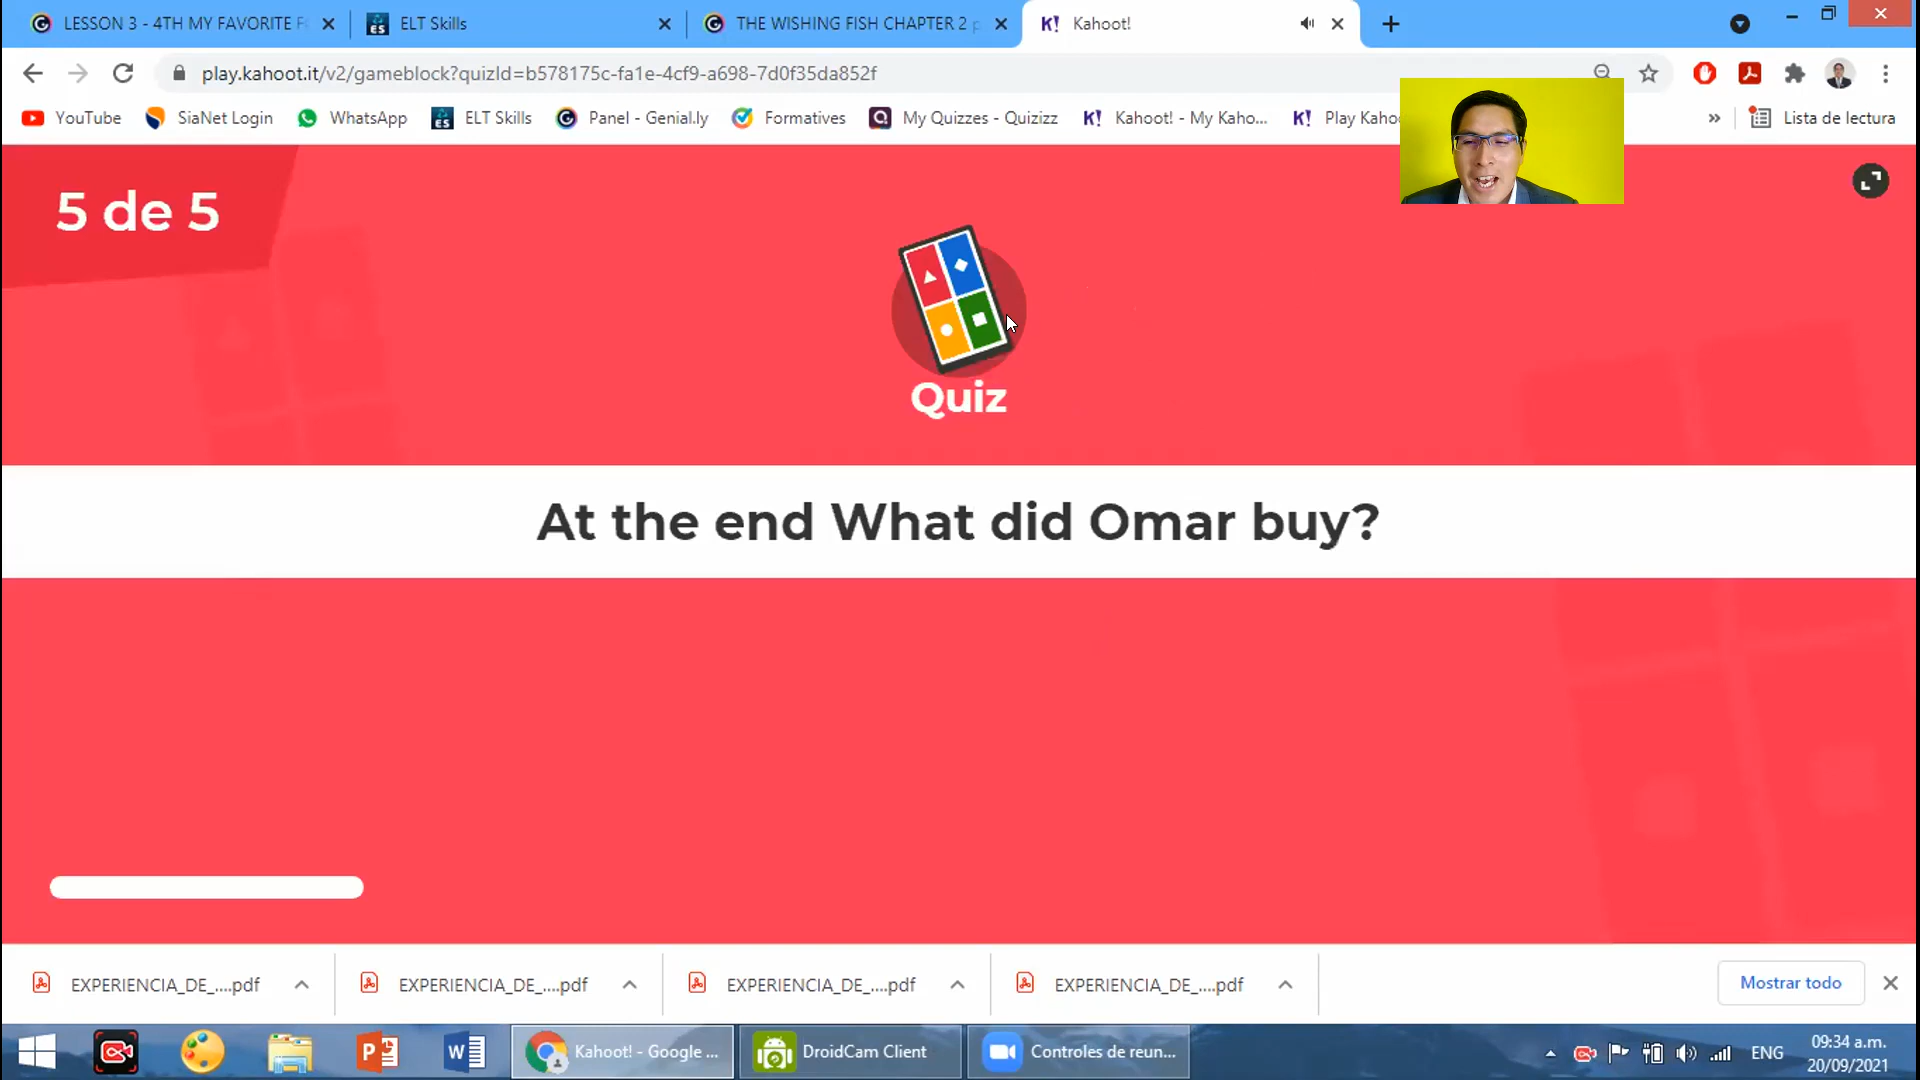 LESSON 3 - 4TH MY FAVORITE F
ELT Skills
THE WISHING FISH CHAPTER 2 p
Kahoot!
play.kahoot.it/v2/gameblock?quizId=b578175c-fa1e-4cf9-a698-7d0f35da852f
YouTube
SiaNet Login
WhatsApp
ES
ELT Skills
Panel - Genial.ly
Formatives
My Quizzes - Quizizz
K! Kahoot! - My Kaho...
K! Play Kaho
»
Lista de lectura
5 de 5
Quiz
At the end What did Omar buy?
EXPERIENCIA_DE_....pdf
EXPERIENCIA_DE_....pdf
EXPERIENCIA_DE_....pdf
EXPERIENCIA_DE_....pdf
Mostrar todo
Kahoot! - Google ...
DroidCam Client
Controles de reun...
ENG
09:34 a.m.
20/09/2021